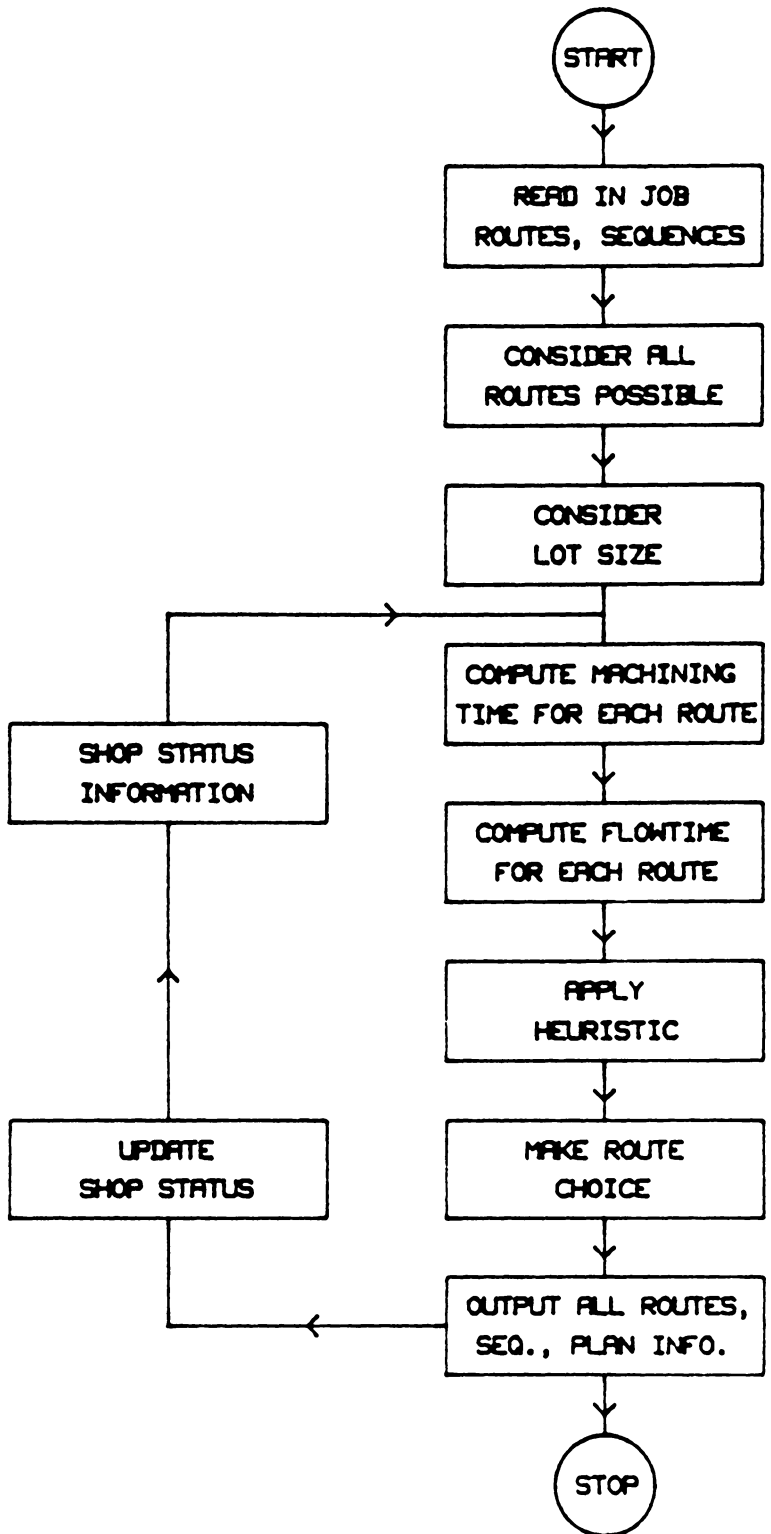 START
READ IN JOB
ROUTES, SEQUENCES
CONSIDER ALL
ROUTES POSSIBLE
CONSIDER
LOT SIZE
COMPUTE MACHINING
TIME FOR EACH ROUTE
SHOP STATUS
INFORMATION
COMPUTE FLOWTIME
FOR EACH ROUTE
APPLY
HEURISTIC
UPDATE
SHOP STATUS
MAKE ROUTE
CHOICE
OUTPUT ALL ROUTES,
SEQ., PLAN INFO.
STOP